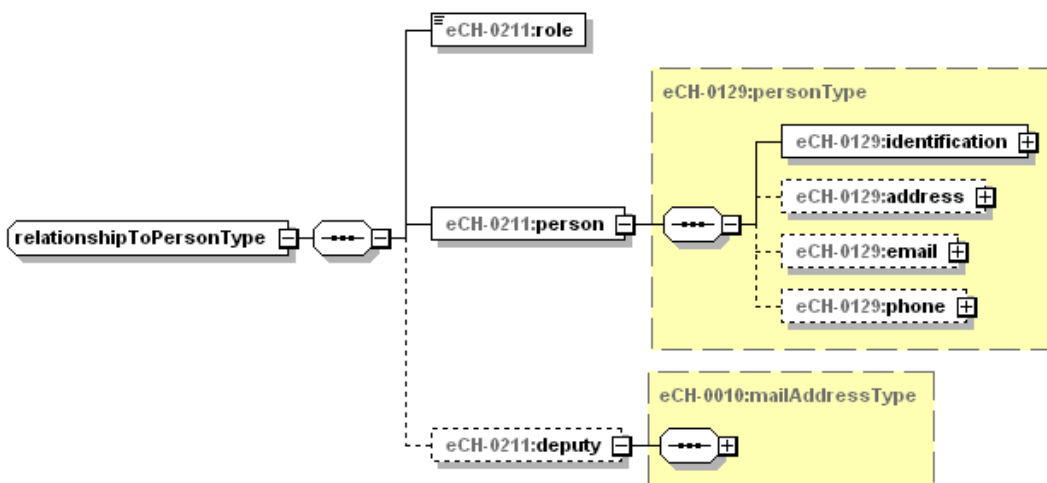 eCH-0211:role
eCH-0129:personType
eCH-0129:identification
eCH-0129:address
relationshipToPersonType
eCH-0211:person
eCH-0129:email
eCH-0129:phone
eCH-0010:mailAddressType
eCH-0211:deputy